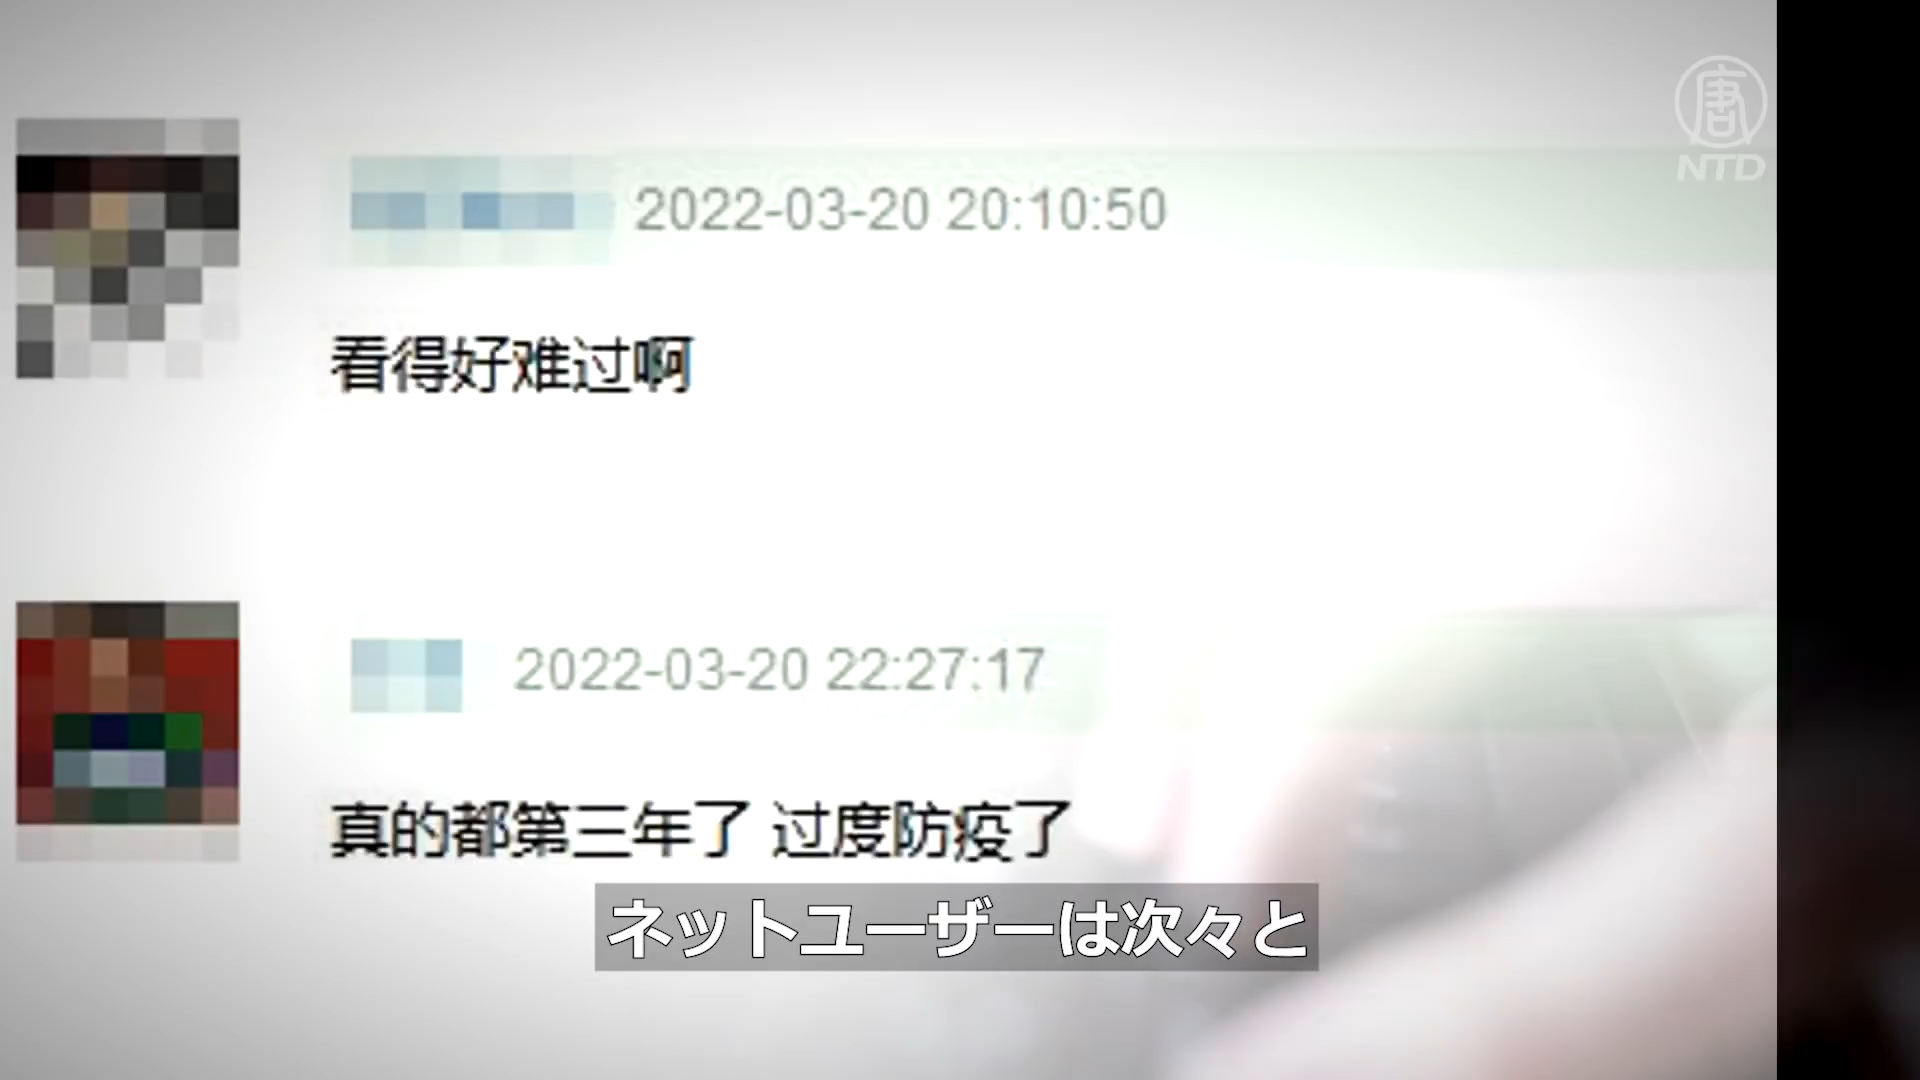 唐
NTD
2022-03-20 20:10:50
看得好难过啊
2022-03-20 22:27:17
真的都第三年了 过度防疫了
ネットユーザーは次々と